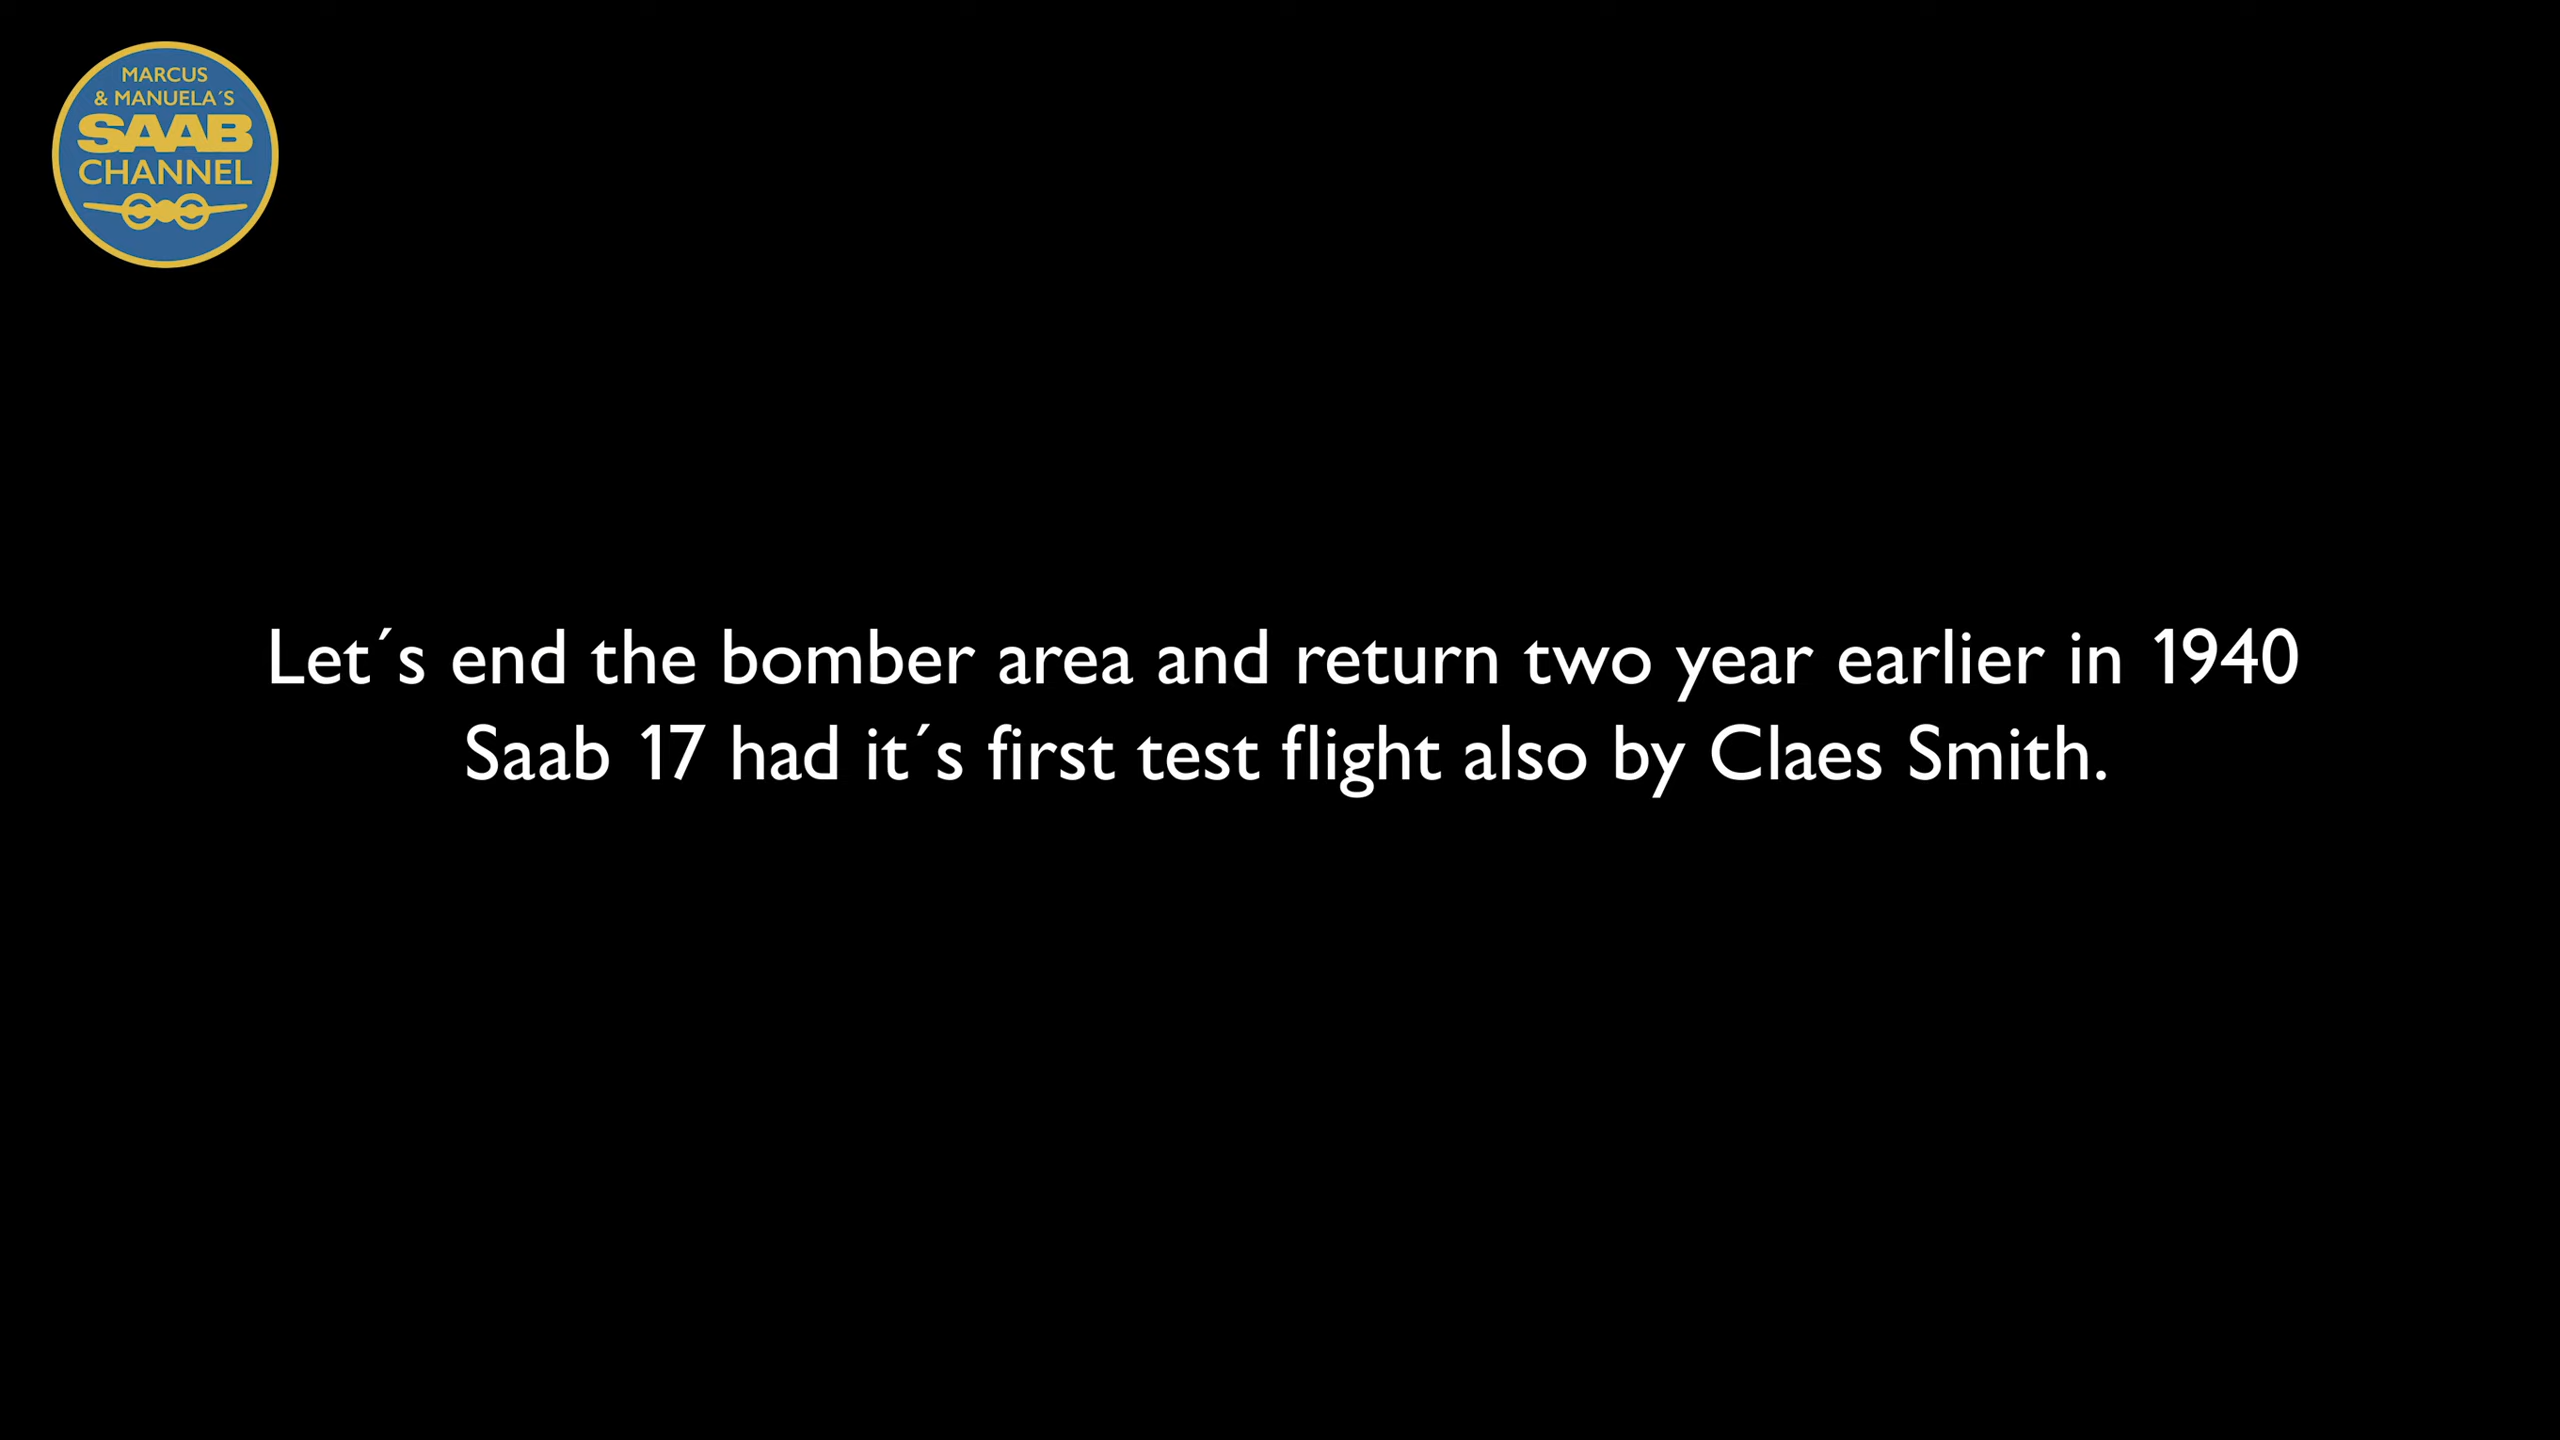 MARCUS
& MANUELA´S
SAAB
CHANNEL
Let´s end the bomber area and return two year earlier in 1940
Saab 17 had it´s first test flight also by Claes Smith.